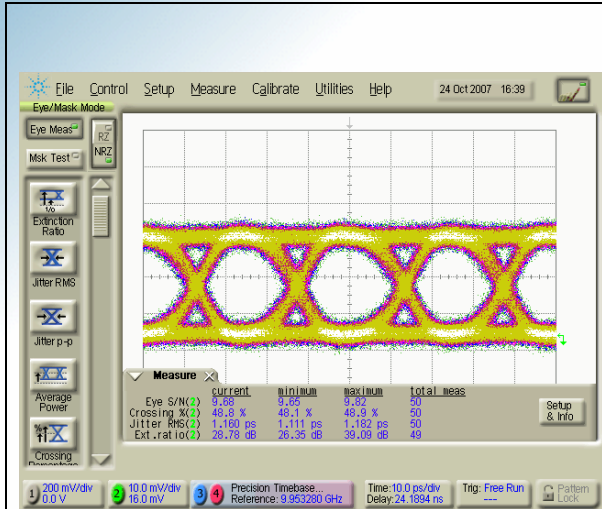 File Control Setup Measure Calibrate Utilities Help 24 Oct 2007 16:39
Eye/Mask Mode
Eye Meas
RZ
NRZ
Msk Test
Extinction
Ratio
Jitter RMS
Jitter p-p
Average
Power
Crossing
Percentage
Measure
current minimum maximum total meas
Eye S/N(2) 9.68 9.65 9.82 50
Crossing %(2) 48.8 % 48.1 % 48.9 % 50
Jitter RMS(2) 1.160 ps 1.111 ps 1.182 ps 50
Ext.ratio(2) 28.78 dB 26.35 dB 39.09 dB 49
Setup
& Info
1 200 mV/div 2 10.0 mV/div 3 4 Precision Timebase... Time:10.0 ps/div Trig: Free Run Pattern
0.0 V 16.0 mV Reference: 9.953280 GHz Delay:24.1894 ns --- Lock